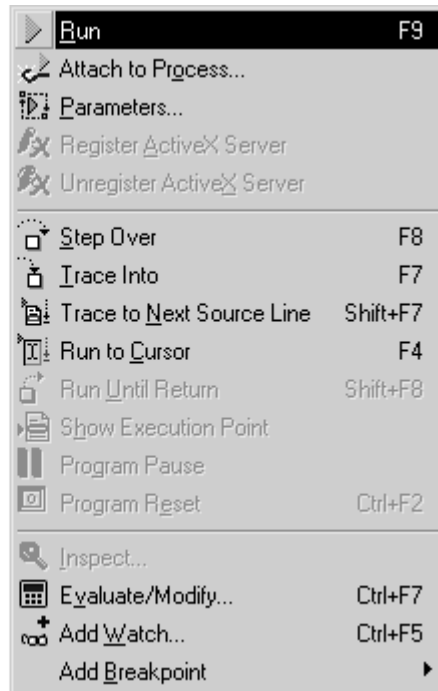 Run F9
Attach to Process...
Parameters...
Register ActiveX Server
Unregister ActiveX Server
Step Over F8
Trace Into F7
Trace to Next Source Line Shift+F7
Run to Cursor F4
Run Until Return Shift+F8
Show Execution Point
Program Pause
Program Reset Ctrl+F2
Inspect...
Evaluate/Modify... Ctrl+F7
Add Watch... Ctrl+F5
Add Breakpoint